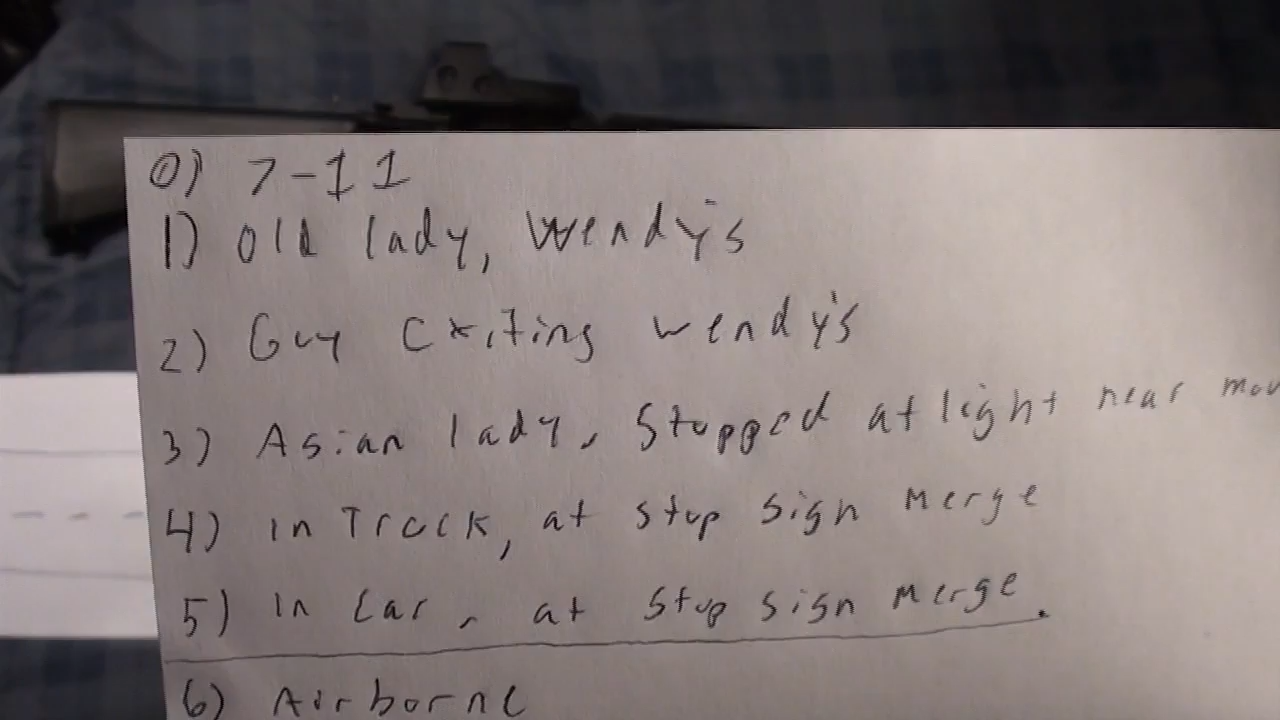 0) 7-11
1) Old lady, Wendy's
2) Guy exiting wendy's
3) Asian lady, Stopped at light near
4) in Truck, at stop sign merge
5) in Car, at stop sign merge.
6) Airborne